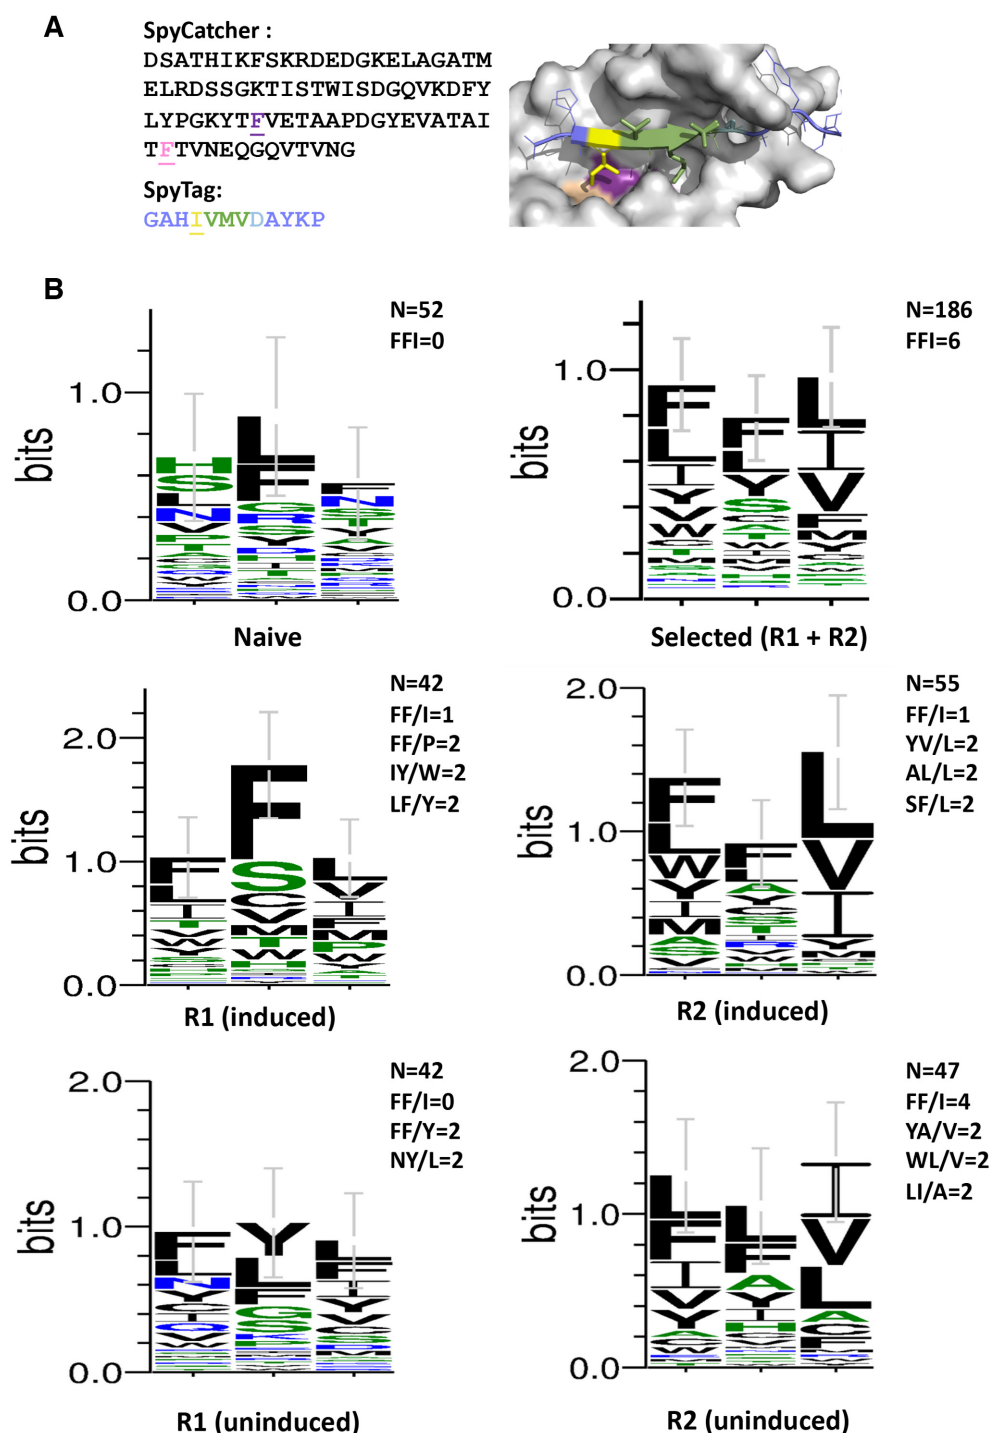 A
SpyCatcher :
DSATHIKFSKRDEDGKELAGATM
ELRDSSGKTISTWISDGQVKDFY
LYPGKYTFVETAAPDGYEVATAI
TFTVNEQGQVTVNG
SpyTag:
GAHIVMVDAYKP
B
N=52
FFI=0
bits
1.0
0.0
Naive
N=186
FFI=6
bits
1.0
0.0
Selected (R1 + R2)
N=42
FF/I=1
FF/P=2
IY/W=2
LF/Y=2
bits
2.0
1.0
0.0
R1 (induced)
N=55
FF/I=1
YV/L=2
AL/L=2
SF/L=2
bits
2.0
1.0
0.0
R2 (induced)
N=42
FF/I=0
FF/Y=2
NY/L=2
bits
2.0
1.0
0.0
R1 (uninduced)
N=47
FF/I=4
YA/V=2
WL/V=2
LI/A=2
bits
2.0
1.0
0.0
R2 (uninduced)